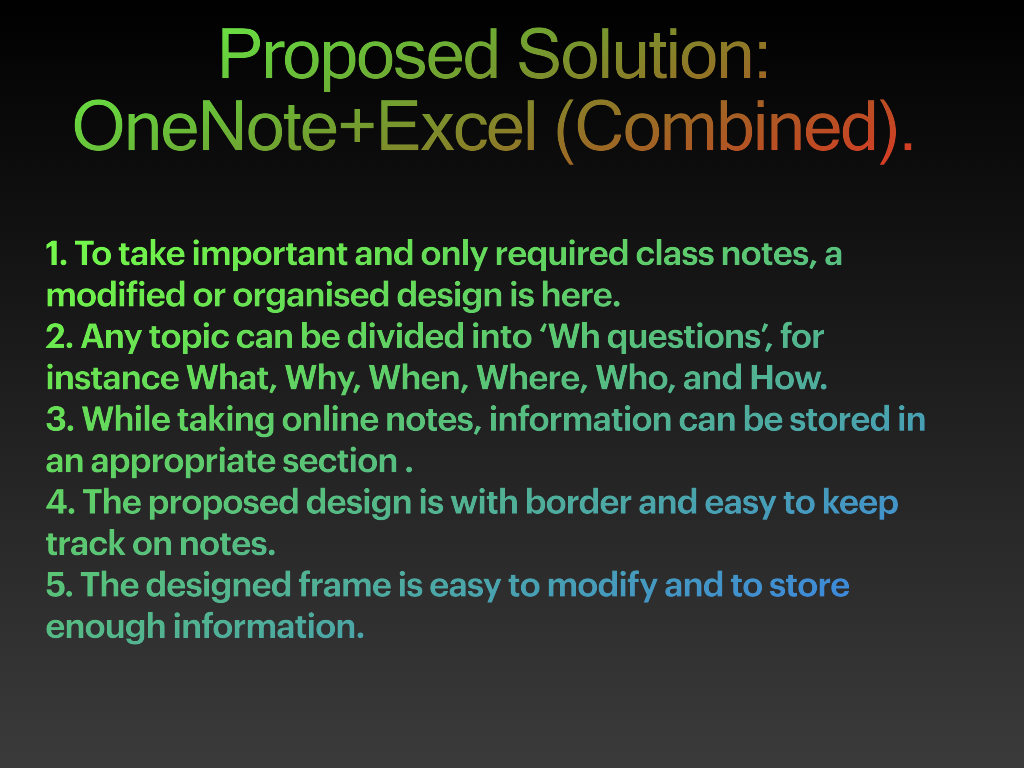 Proposed Solution:
OneNote+Excel (Combined).
1. To take important and only required class notes, a
modified or organised design is here.
2. Any topic can be divided into ‘Wh questions’, for
instance What, Why, When, Where, Who, and How.
3. While taking online notes, information can be stored in
an appropriate section .
4. The proposed design is with border and easy to keep
track on notes.
5. The designed frame is easy to modify and to store
enough information.